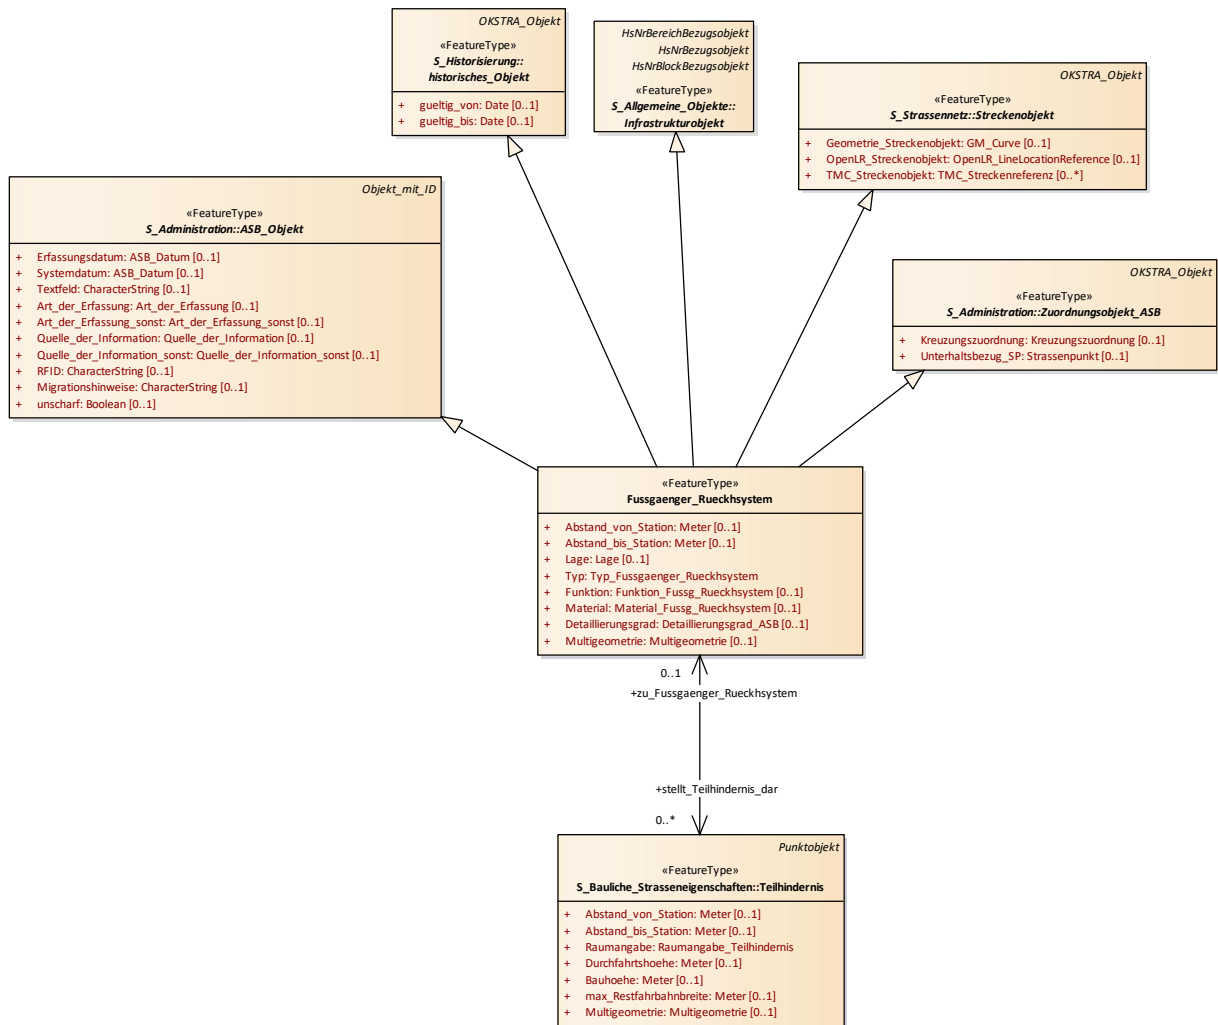 OKSTRA_Objekt
«FeatureType»
S_Historisierung::
historisches_Objekt
+ gueltig_von: Date [0..1]
+ gueltig_bis: Date [0..1]
HsNrBereichBezugsobjekt
HsNrBezugsobjekt
HsNrBlockBezugsobjekt
«FeatureType»
S_Allgemeine_Objekte::
Infrastrukturobjekt
OKSTRA_Objekt
«FeatureType»
S_Strassennetz::Streckenobjekt
+ Geometrie_Streckenobjekt: GM_Curve [0..1]
+ OpenLR_Streckenobjekt: OpenLR_LineLocationReference [0..1]
+ TMC_Streckenobjekt: TMC_Streckenreferenz [0..*]
Objekt_mit_ID
«FeatureType»
S_Administration::ASB_Objekt
+ Erfassungsdatum: ASB_Datum [0..1]
+ Systemdatum: ASB_Datum [0..1]
+ Textfeld: CharacterString [0..1]
+ Art_der_Erfassung: Art_der_Erfassung [0..1]
+ Art_der_Erfassung_sonst: Art_der_Erfassung_sonst [0..1]
+ Quelle_der_Information: Quelle_der_Information [0..1]
+ Quelle_der_Information_sonst: Quelle_der_Information_sonst [0..1]
+ RFID: CharacterString [0..1]
+ Migrationshinweise: CharacterString [0..1]
+ unscharf: Boolean [0..1]
OKSTRA_Objekt
«FeatureType»
S_Administration::Zuordnungsobjekt_ASB
+ Kreuzungszuordnung: Kreuzungszuordnung [0..1]
+ Unterhaltsbezug_SP: Strassenpunkt [0..1]
«FeatureType»
Fussgaenger_Rueckhsystem
+ Abstand_von_Station: Meter [0..1]
+ Abstand_bis_Station: Meter [0..1]
+ Lage: Lage [0..1]
+ Typ: Typ_Fussgaenger_Rueckhsystem
+ Funktion: Funktion_Fussg_Rueckhsystem [0..1]
+ Material: Material_Fussg_Rueckhsystem [0..1]
+ Detaillierungsgrad: Detaillierungsgrad_ASB [0..1]
+ Multigeometrie: Multigeometrie [0..1]
0..1
+zu_Fussgaenger_Rueckhsystem
+stellt_Teilhindernis_dar
0..*
Punktobjekt
«FeatureType»
S_Bauliche_Strasseneigenschaften::Teilhindernis
+ Abstand_von_Station: Meter [0..1]
+ Abstand_bis_Station: Meter [0..1]
+ Raumangabe: Raumangabe_Teilhindernis
+ Durchfahrtshoehe: Meter [0..1]
+ Bauhoehe: Meter [0..1]
+ max_Restfahrbahnbreite: Meter [0..1]
+ Multigeometrie: Multigeometrie [0..1]